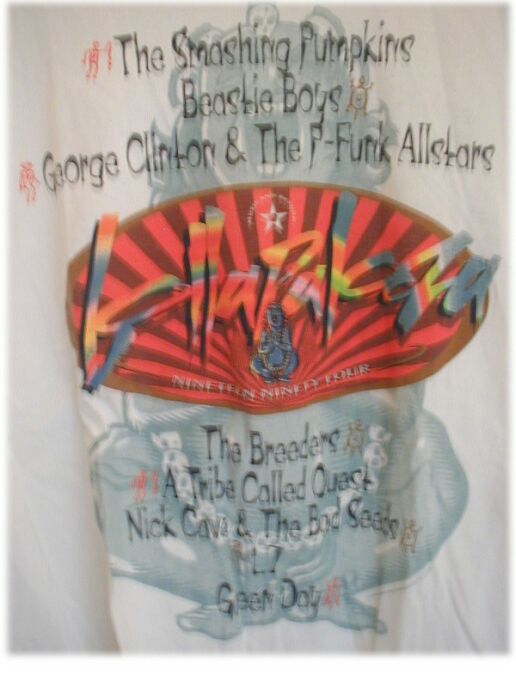 The Smashing Pumpkins
Beastie Boys
George Clinton & The P-Funk Allstars
Lollapalooza
NINETEEN NINETY FOUR
The Breeders
A Tribe Called Quest
Nick Cave & The Bad Seeds
L7
Green Day